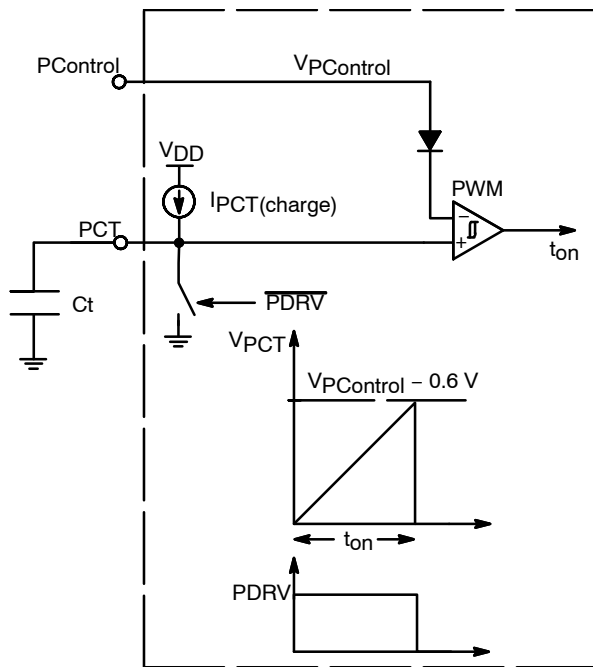 PControl
VPControl
VDD
IPCT(charge)
PWM
PCT
−
+
ton
Ct
PDRV
VPCT
VPControl − 0.6 V
ton
PDRV